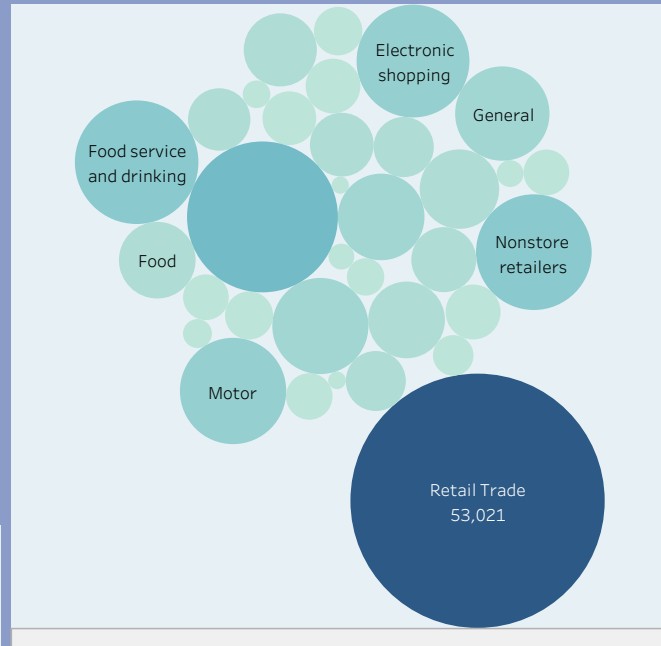 Electronic
shopping
General
Food service
and drinking
Nonstore
retailers
Food
Motor
Retail Trade
53,021